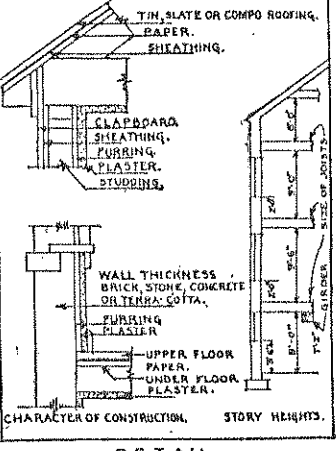 TIN, SLATE OR COMPO ROOFING.
PAPER.
SHEATHING.
CLAPBOARD.
SHEATHING.
FURRING.
PLASTER.
STUDDING.
WALL THICKNESS
BRICK, STONE, CONCRETE
OR TERRA-COTTA.
FURRING
PLASTER
UPPER FLOOR
PAPER.
UNDER FLOOR
PLASTER.
GIRDER
SIZE OF JOISTS
CHARACTER OF CONSTRUCTION.
STORY HEIGHTS.